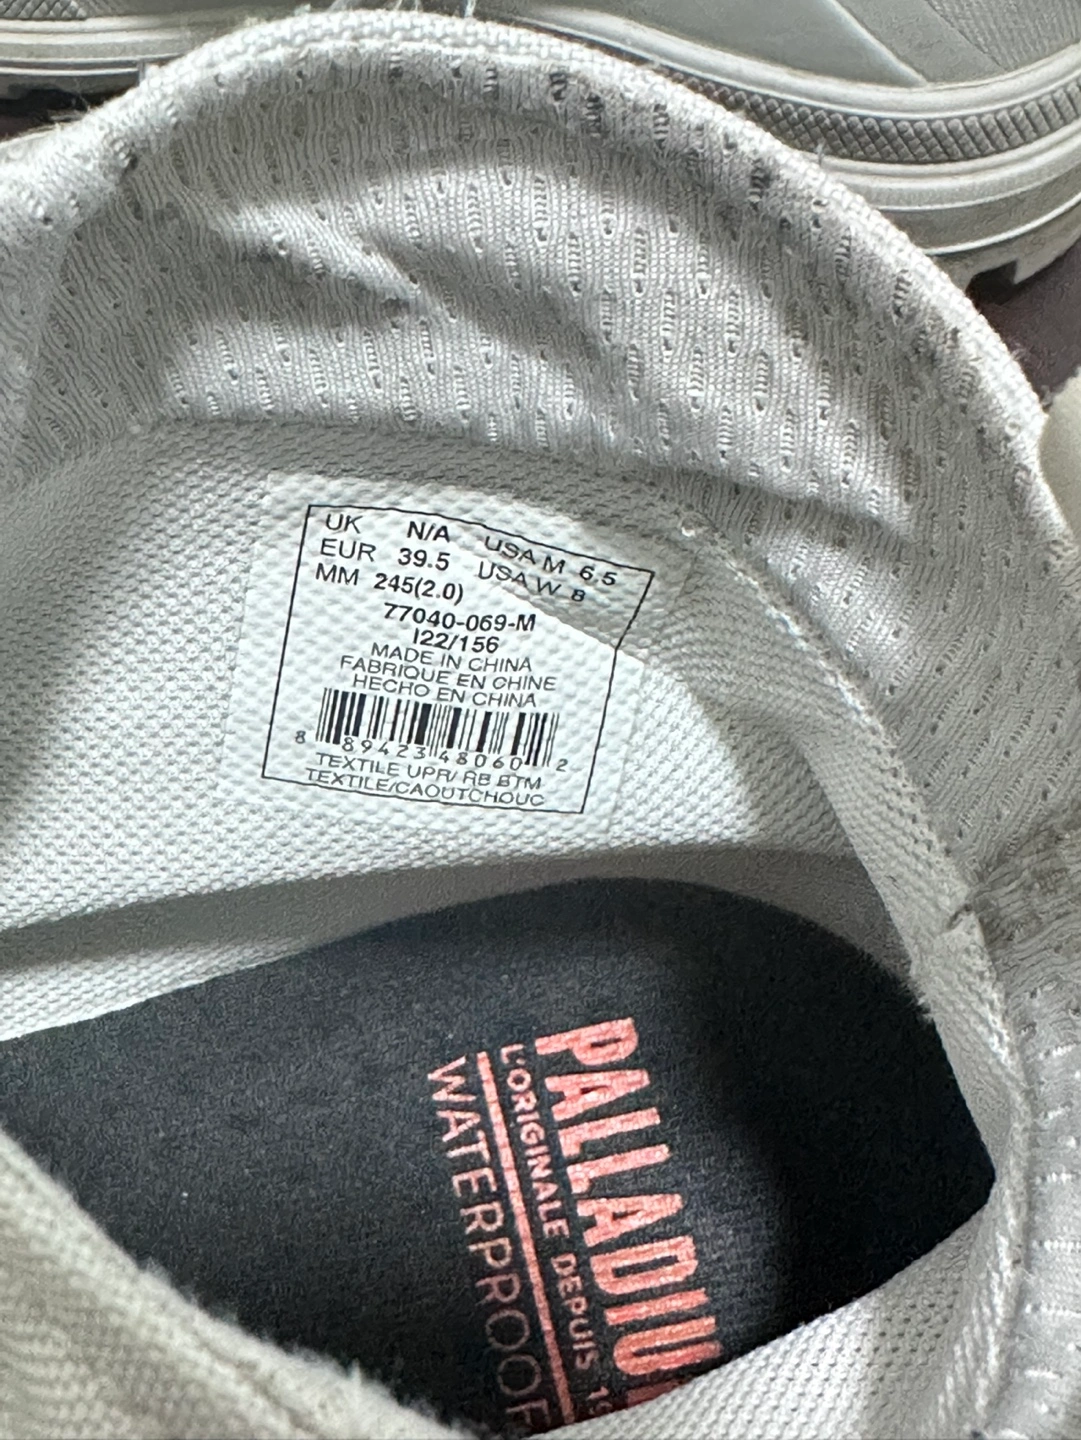 UK N/A USA M 6.5
EUR 39.5 USA W 8
MM 245(2.0)
77040-069-M
I22/156
MADE IN CHINA
FABRIQUE EN CHINE
HECHO EN CHINA
8 89423 48060 2
TEXTILE UPR/ RB BTM
TEXTILE/CAOUTCHOUC
PALLADIU
L'ORIGINALE DEPUIS 19
WATERPROOF